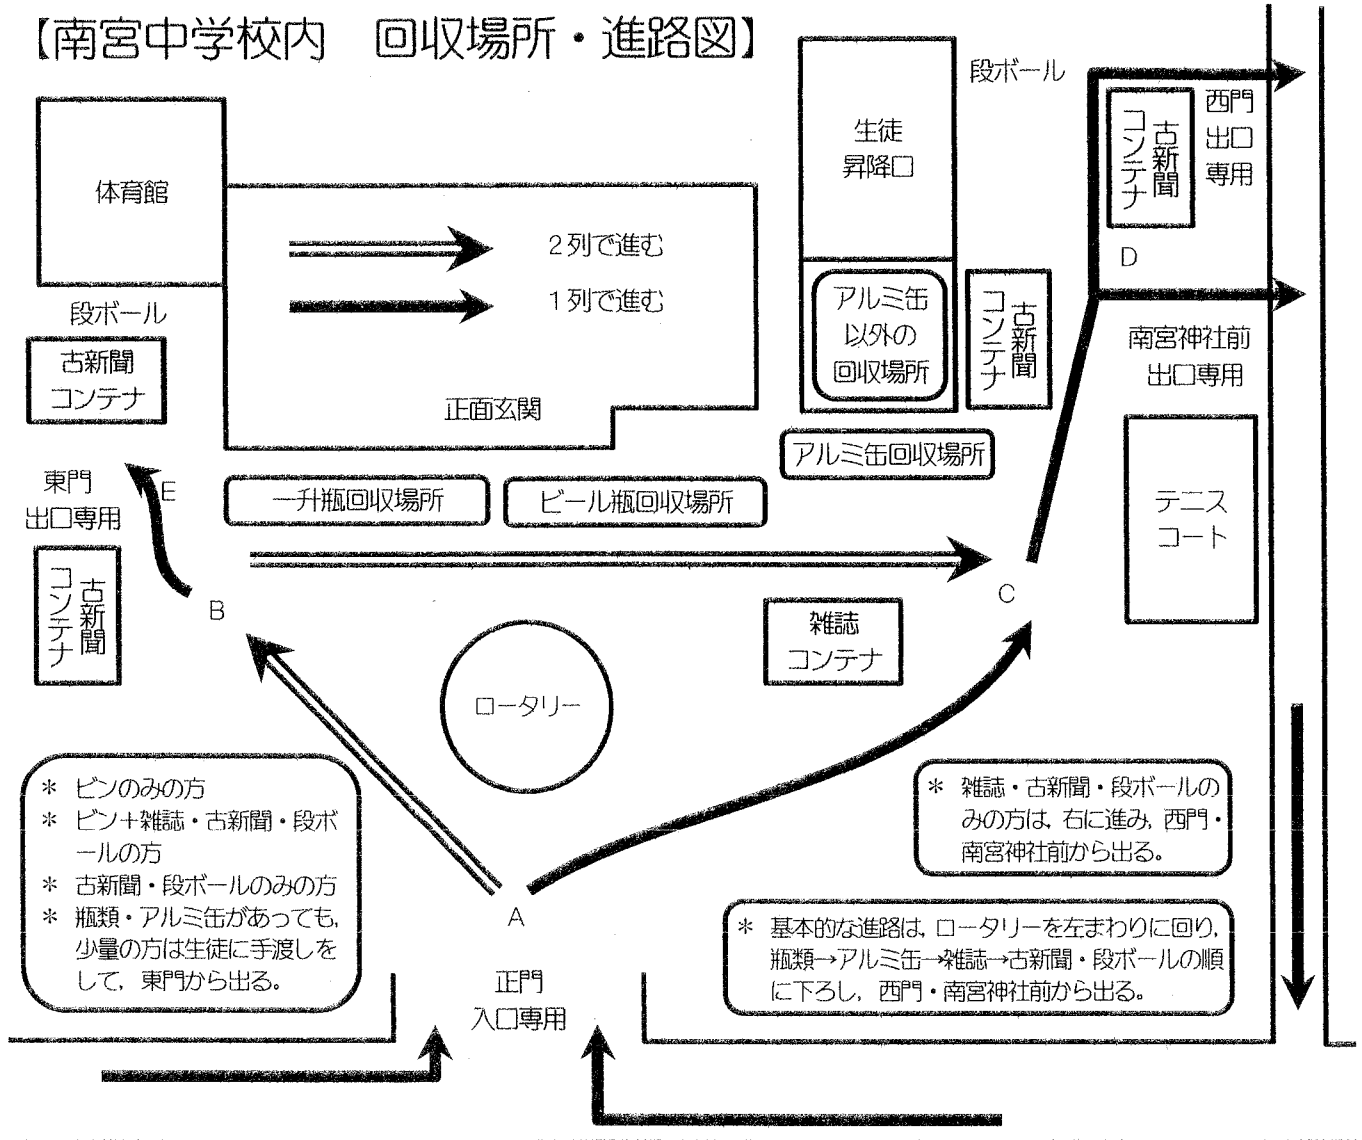 【南宮中学校内　回収場所・進路図】
体育館
2列で進む
1列で進む
正面玄関
段ボール
古新聞
コンテナ
東門
出口専用
E
古新聞
コンテナ
B
一升瓶回収場所
ビール瓶回収場所
生徒
昇降口
アルミ缶
以外の
回収場所
アルミ缶回収場所
段ボール
古新聞
コンテナ
古新聞
コンテナ
西門
出口
専用
D
南宮神社前
出口専用
テニス
コート
C
雑誌
コンテナ
ロータリー
＊ ビンのみの方
＊ ビン＋雑誌・古新聞・段ボ
ールの方
＊ 古新聞・段ボールのみの方
＊ 瓶類・アルミ缶があっても，
少量の方は生徒に手渡しを
して，東門から出る。
＊ 雑誌・古新聞・段ボールの
みの方は，右に進み，西門・
南宮神社前から出る。
＊ 基本的な進路は，ロータリーを左まわりに回り，
瓶類→アルミ缶→雑誌→古新聞・段ボールの順
に下ろし，西門・南宮神社前から出る。
A
正門
入口専用